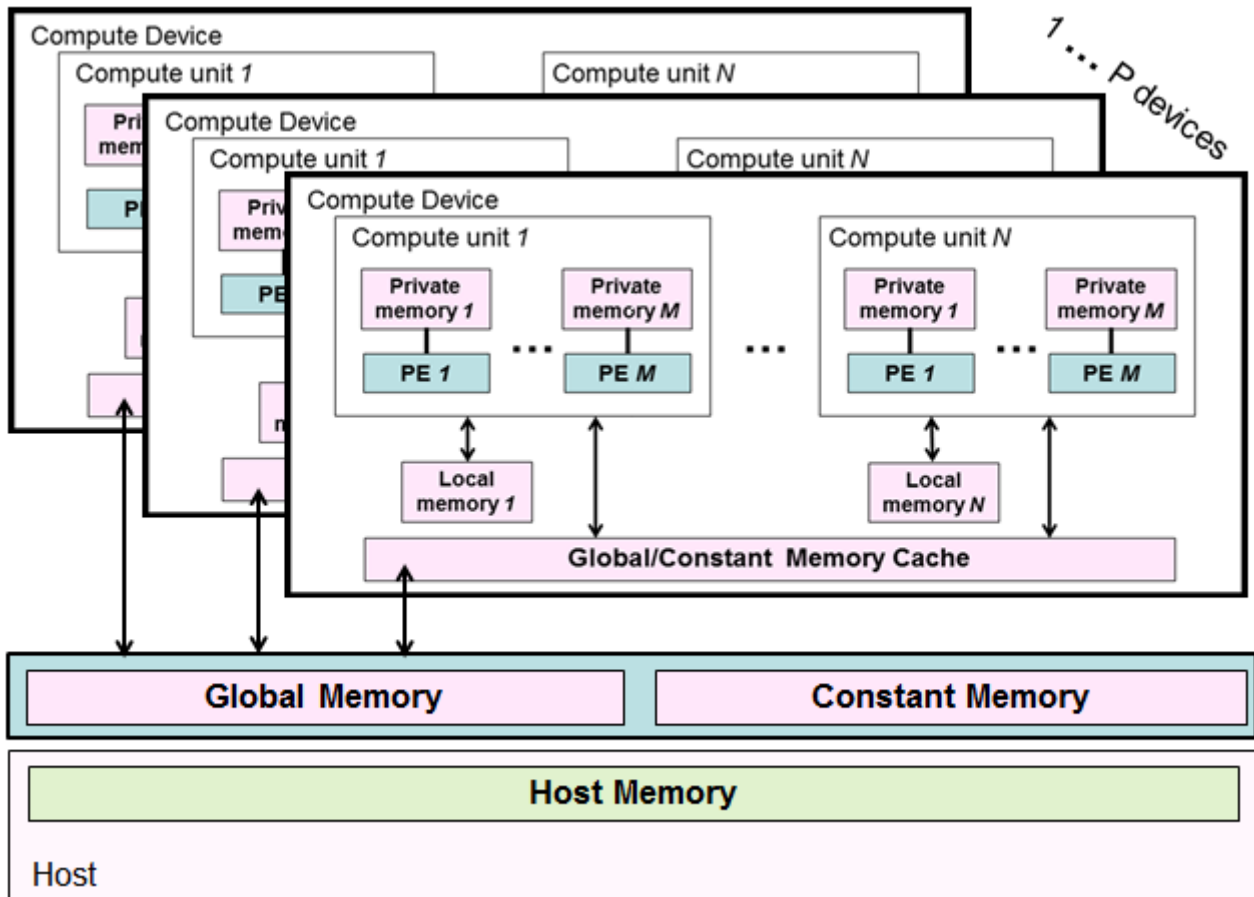 Compute Device
Compute unit 1
Compute unit N
1 ... P devices
Compute Device
Compute unit 1
Compute unit N
Compute Device
Compute unit 1
Compute unit N
Private
memory 1
Private
memory M
Private
memory 1
Private
memory M
...
...
...
PE 1
PE M
PE 1
PE M
Local
memory 1
Local
memory N
Global/Constant Memory Cache
Global Memory
Constant Memory
Host Memory
Host